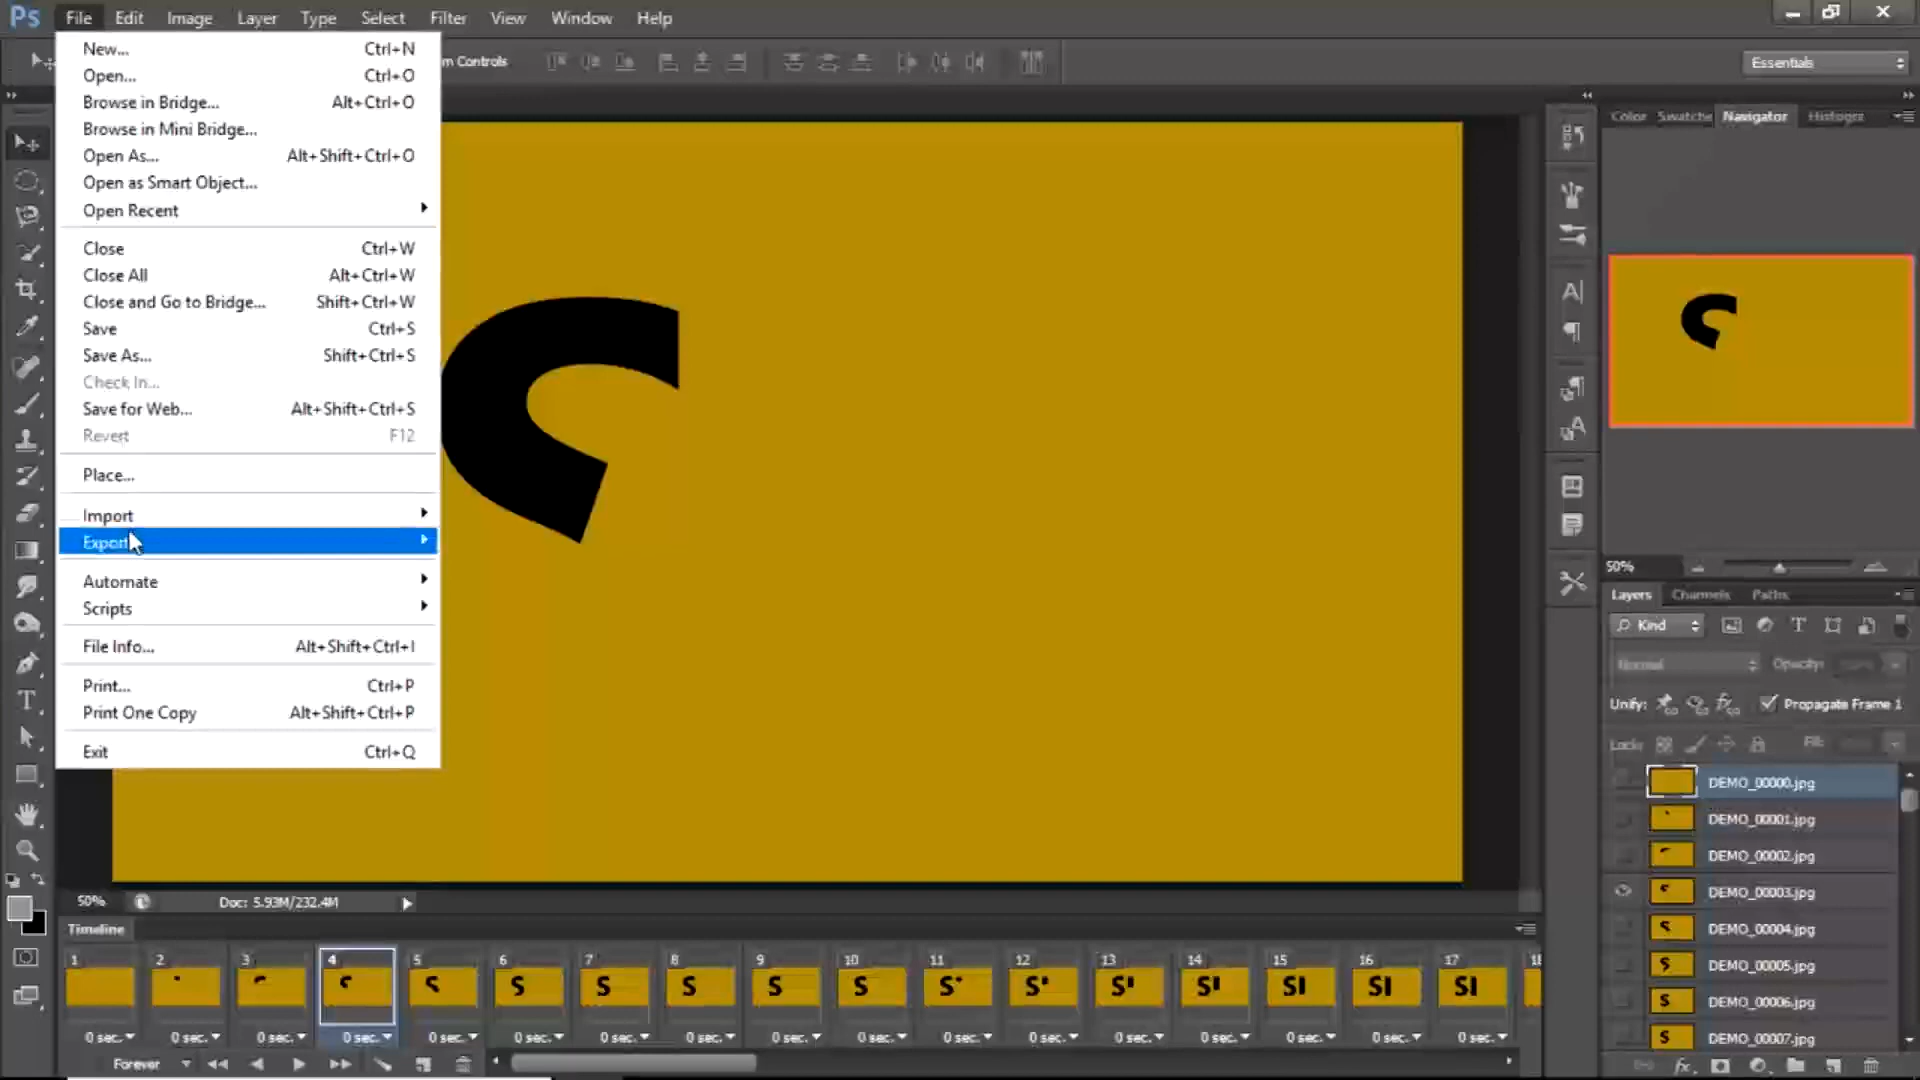 Ps File Edit Image Layer Type Select Filter View Window Help
m Controls
Essentials
New... Ctrl+N
Open... Ctrl+O
Browse in Bridge... Alt+Ctrl+O
Browse in Mini Bridge...
Open As... Alt+Shift+Ctrl+O
Open as Smart Object...
Open Recent
Close Ctrl+W
Close All Alt+Ctrl+W
Close and Go to Bridge... Shift+Ctrl+W
Save Ctrl+S
Save As... Shift+Ctrl+S
Check In...
Save for Web... Alt+Shift+Ctrl+S
Revert F12
Place...
Import
Export
Automate
Scripts
File Info... Alt+Shift+Ctrl+I
Print... Ctrl+P
Print One Copy Alt+Shift+Ctrl+P
Exit Ctrl+Q
Color Swatche Navigator Histogra
50%
Layers Channels Paths
Kind
Normal Opacity:
Unify: Propagate Frame 1
Lock: Fill:
DEMO_00000.jpg
DEMO_00001.jpg
DEMO_00002.jpg
DEMO_00003.jpg
DEMO_00004.jpg
DEMO_00005.jpg
DEMO_00006.jpg
DEMO_00007.jpg
50% Doc: 5.93M/232.4M
Timeline
1 2 3 4 5 6 7 8 9 10 11 12 13 14 15 16 17 18
S S S S S S S S S SI SI SI
0 sec. 0 sec. 0 sec. 0 sec. 0 sec. 0 sec. 0 sec. 0 sec. 0 sec. 0 sec. 0 sec. 0 sec. 0 sec. 0 sec. 0 sec. 0 sec. 0 sec.
Forever